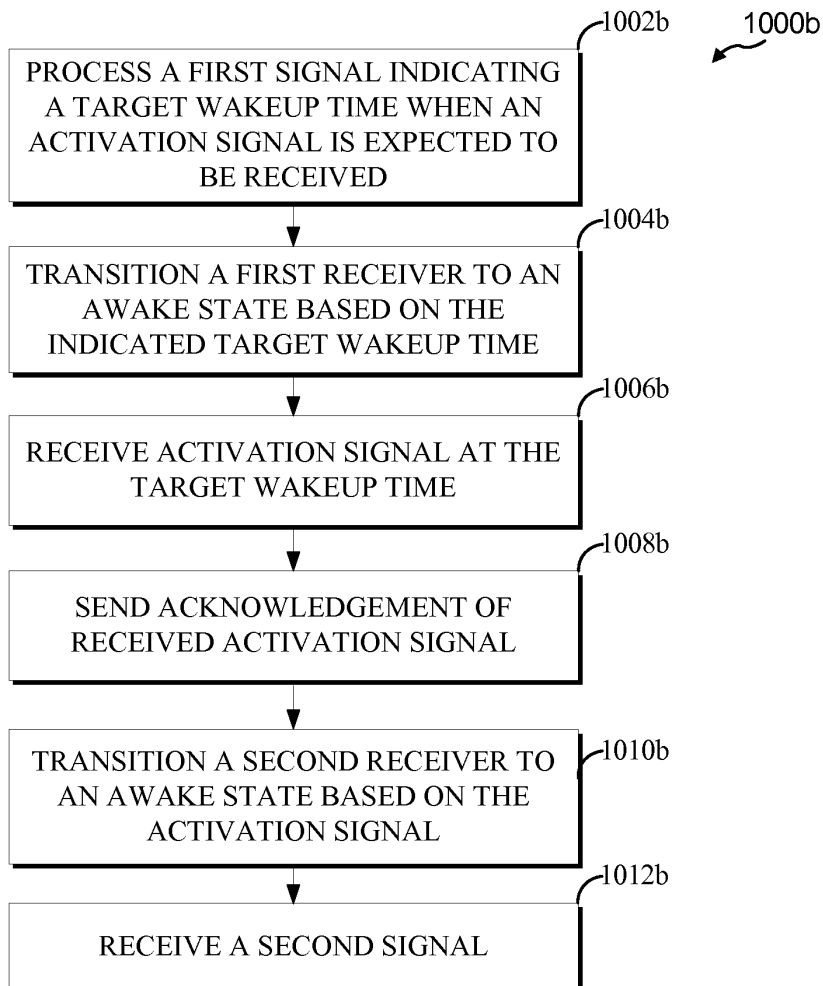 1002b
1000b
PROCESS A FIRST SIGNAL INDICATING
A TARGET WAKEUP TIME WHEN AN
ACTIVATION SIGNAL IS EXPECTED TO
BE RECEIVED
1004b
TRANSITION A FIRST RECEIVER TO AN
AWAKE STATE BASED ON THE
INDICATED TARGET WAKEUP TIME
1006b
RECEIVE ACTIVATION SIGNAL AT THE
TARGET WAKEUP TIME
1008b
SEND ACKNOWLEDGEMENT OF
RECEIVED ACTIVATION SIGNAL
1010b
TRANSITION A SECOND RECEIVER TO
AN AWAKE STATE BASED ON THE
ACTIVATION SIGNAL
1012b
RECEIVE A SECOND SIGNAL